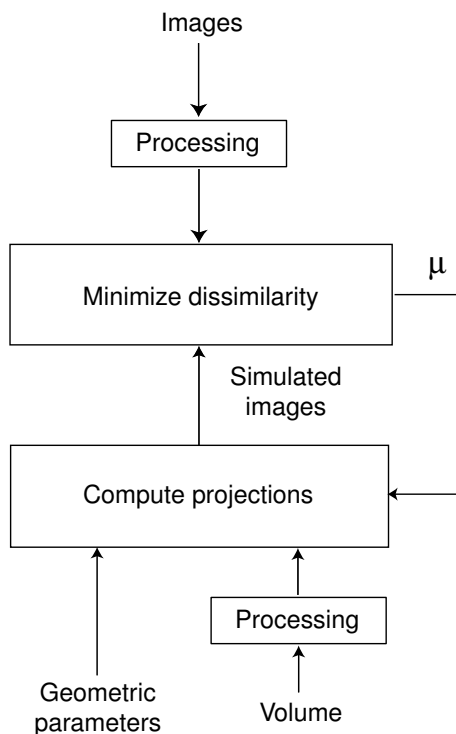 Images
Processing
Minimize dissimilarity
μ
Simulated
images
Compute projections
Processing
Geometric
parameters
Volume